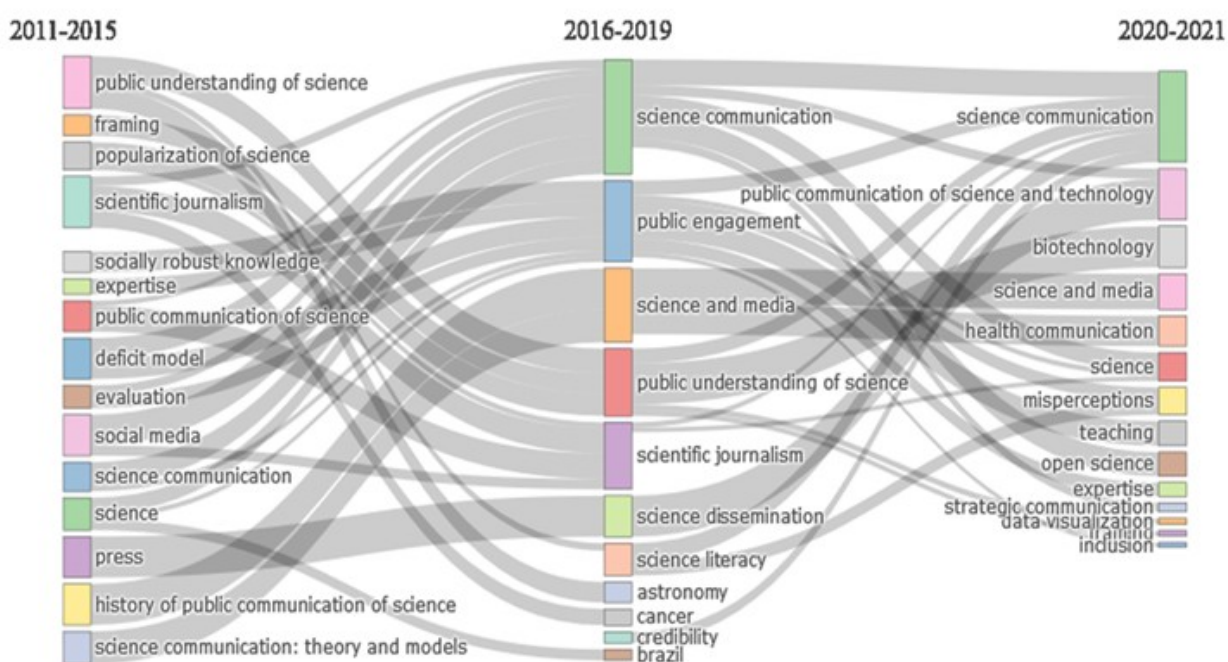 2011-2015
public understanding of science
framing
popularization of science
scientific journalism
socially robust knowledge
expertise
public communication of science
deficit model
evaluation
social media
science communication
science
press
history of public communication of science
science communication: theory and models
2016-2019
science communication
public engagement
science and media
public understanding of science
scientific journalism
science dissemination
science literacy
astronomy
cancer
credibility
brazil
2020-2021
science communication
public communication of science and technology
biotechnology
science and media
health communication
science
misperceptions
teaching
open science
expertise
strategic communication
data visualization
inclusion